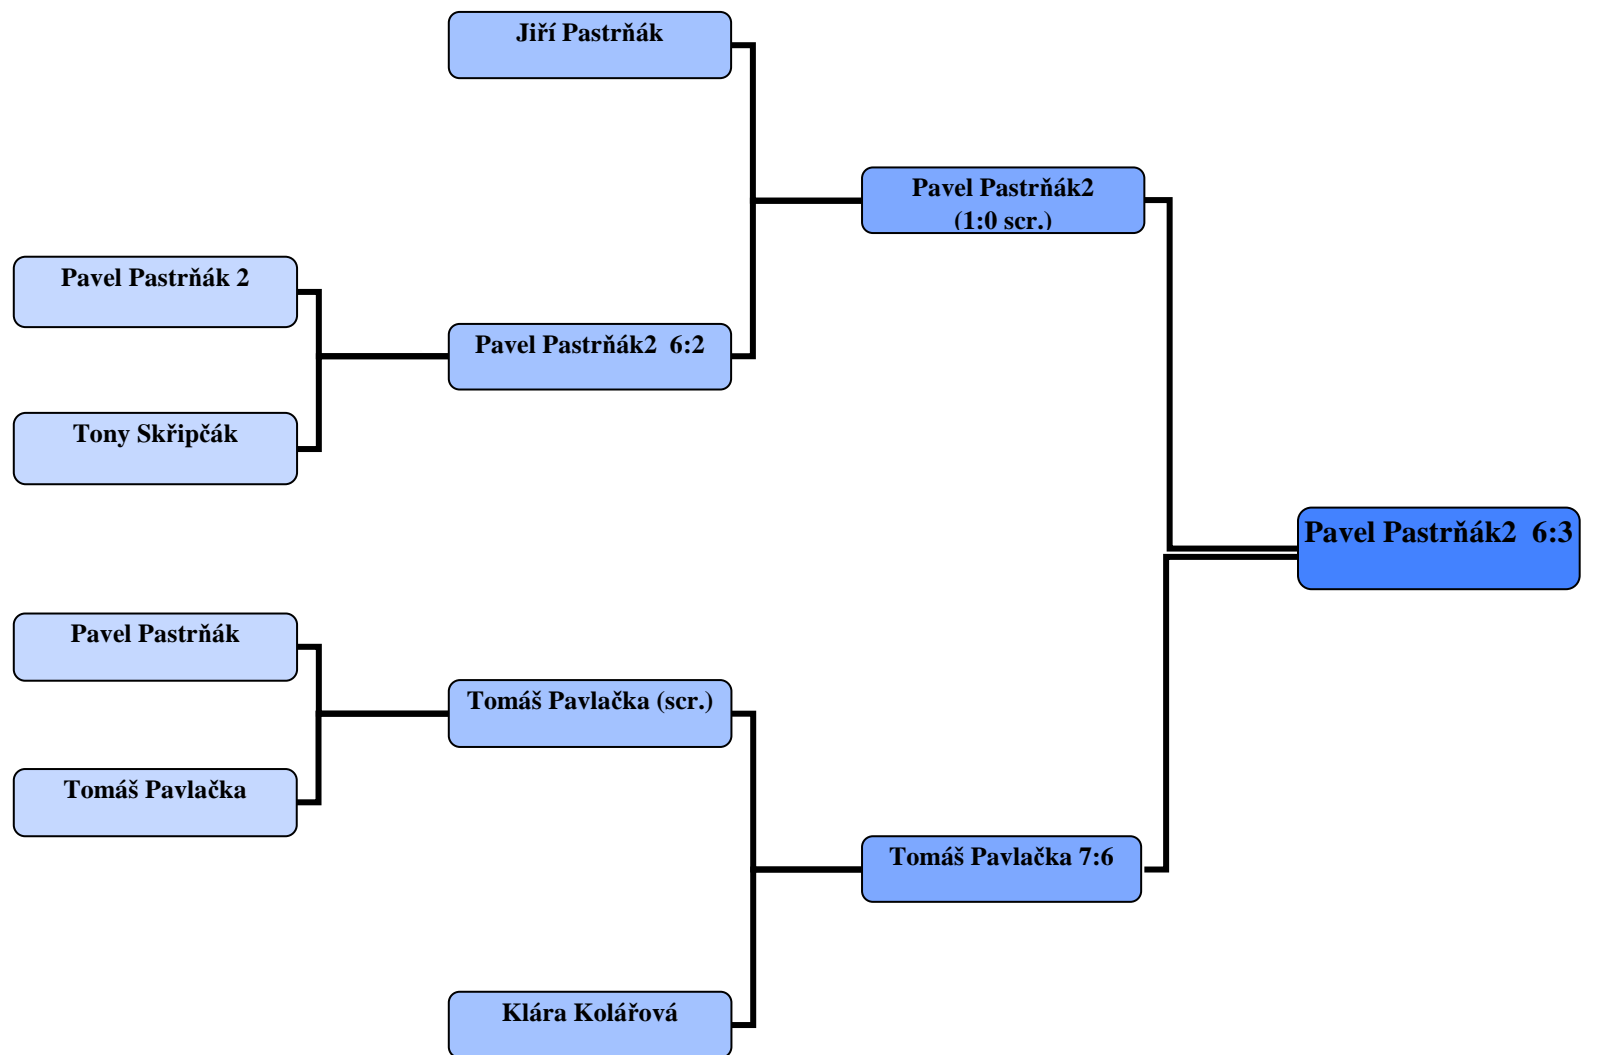 Jiří Pastrňák
Pavel Pastrňák2
(1:0 scr.)
Pavel Pastrňák 2
Pavel Pastrňák2  6:2
Tony Skřipčák
Pavel Pastrňák2  6:3
Pavel Pastrňák
Tomáš Pavlačka (scr.)
Tomáš Pavlačka
Tomáš Pavlačka 7:6
Klára Kolářová